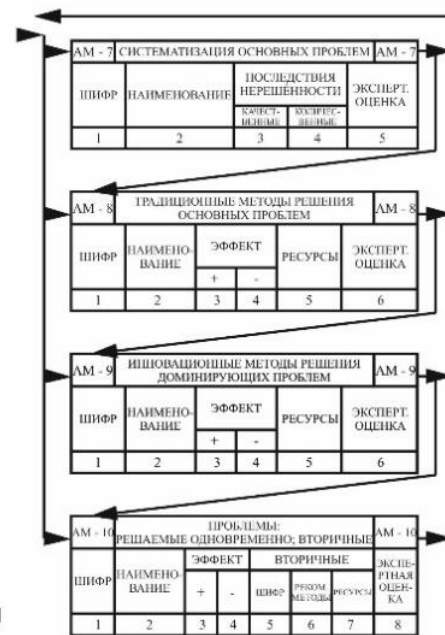 АМ - 7 СИСТЕМАТИЗАЦИЯ ОСНОВНЫХ ПРОБЛЕМ АМ - 7
ШИФР НАИМЕНОВАНИЕ ПОСЛЕДСТВИЯ НЕРЕШЁННОСТИ ЭКСПЕРТ. ОЦЕНКА
КАЧЕСТ-ВЕННЫЕ КОЛИЧЕС-ВЕННЫЕ
1 2 3 4 5
АМ - 8 ТРАДИЦИОННЫЕ МЕТОДЫ РЕШЕНИЯ ОСНОВНЫХ ПРОБЛЕМ АМ - 8
ШИФР НАИМЕНО-ВАНИЕ ЭФФЕКТ РЕСУРСЫ ЭКСПЕРТ. ОЦЕНКА
+ -
1 2 3 4 5 6
АМ - 9 ИННОВАЦИОННЫЕ МЕТОДЫ РЕШЕНИЯ ДОМИНИРУЮЩИХ ПРОБЛЕМ АМ - 9
ШИФР НАИМЕНО-ВАНИЕ ЭФФЕКТ РЕСУРСЫ ЭКСПЕРТ. ОЦЕНКА
+ -
1 2 3 4 5 6
АМ - 10 ПРОБЛЕМЫ: РЕШАЕМЫЕ ОДНОВРЕМЕННО; ВТОРИЧНЫЕ АМ - 10
ШИФР НАИМЕНО-ВАНИЕ ЭФФЕКТ ВТОРИЧНЫЕ ЭКСПЕ-РТНАЯ ОЦЕН-КА
+ - ШИФР РЕКОМ. МЕТОДЫ РЕСУРСЫ
1 2 3 4 5 6 7 8